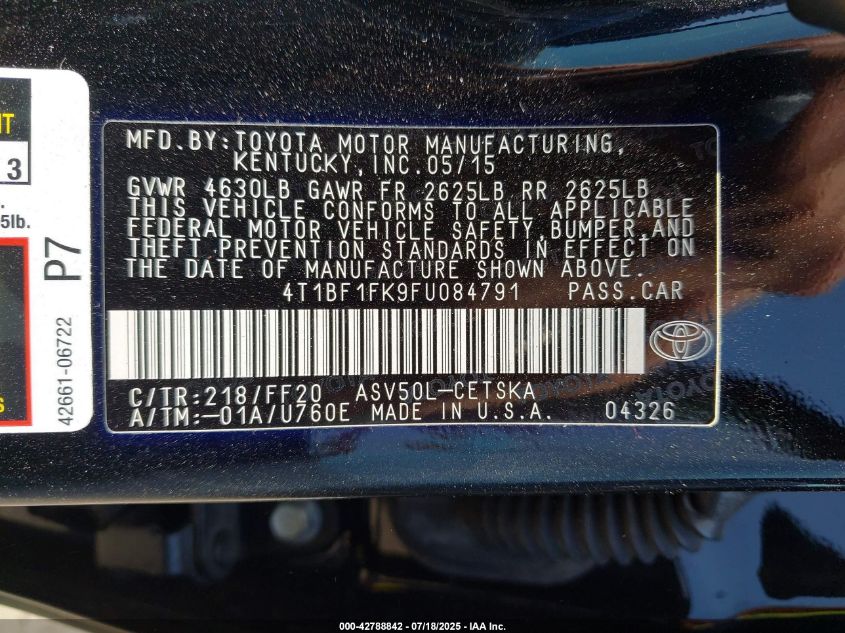 MFD.BY:TOYOTA MOTOR MANUFACTURING,
KENTUCKY,INC.05/15
GVWR 4630LB GAWR FR 2625LB RR 2625LB
THIS VEHICLE CONFORMS TO ALL APPLICABLE
FEDERAL MOTOR VEHICLE SAFETY,BUMPER,AND
THEFT PREVENTION STANDARDS IN EFFECT ON
THE DATE OF MANUFACTURE SHOWN ABOVE.
4T1BF1FK9FU084791 PASS.CAR
C/TR:218/FF20 ASV50L-CETSKA
A/TM:-01A/U760E MADE IN U.S.A. 04326
3
5lb.
P7
42661-06722
000-42788842 / 07/18/2025 - IAA Inc.